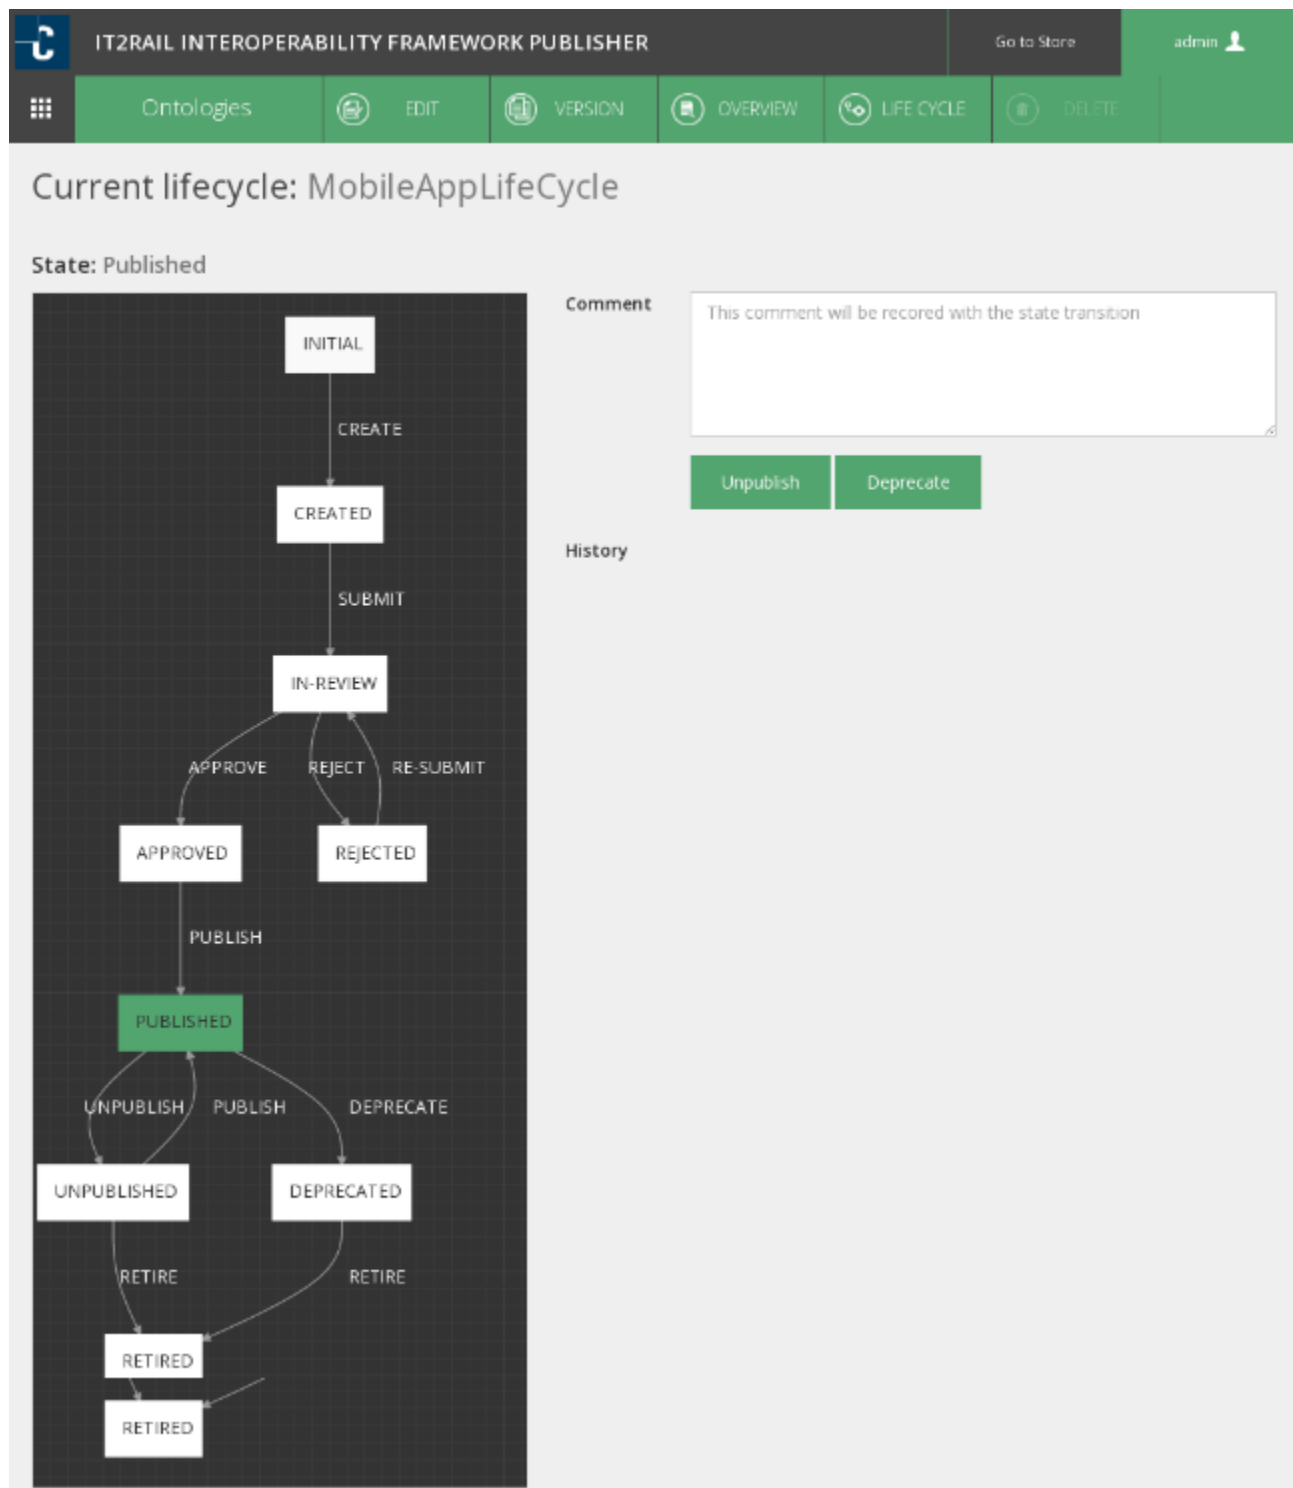 IT2RAIL INTEROPERABILITY FRAMEWORK PUBLISHER
Go to Store
admin
Ontologies
EDIT
VERSION
OVERVIEW
LIFE CYCLE
DELETE
Current lifecycle: MobileAppLifeCycle
State: Published
Comment
This comment will be recored with the state transition
Unpublish
Deprecate
History
INITIAL
CREATE
CREATED
SUBMIT
IN-REVIEW
APPROVE
REJECT
RE-SUBMIT
APPROVED
REJECTED
PUBLISH
PUBLISHED
UNPUBLISH
PUBLISH
DEPRECATE
UNPUBLISHED
DEPRECATED
RETIRE
RETIRE
RETIRED
RETIRED